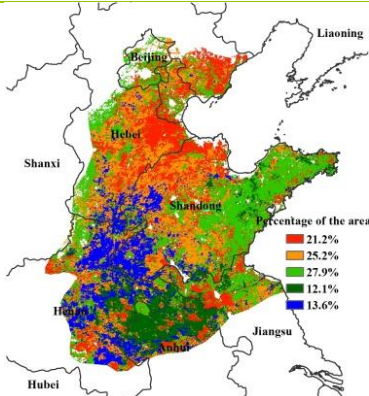 Liaoning
Beijing
Hebei
Shanxi
Shandong
Percentage of the area
21.2%
25.2%
27.9%
12.1%
13.6%
Henan
Jiangsu
Anhui
Hubei